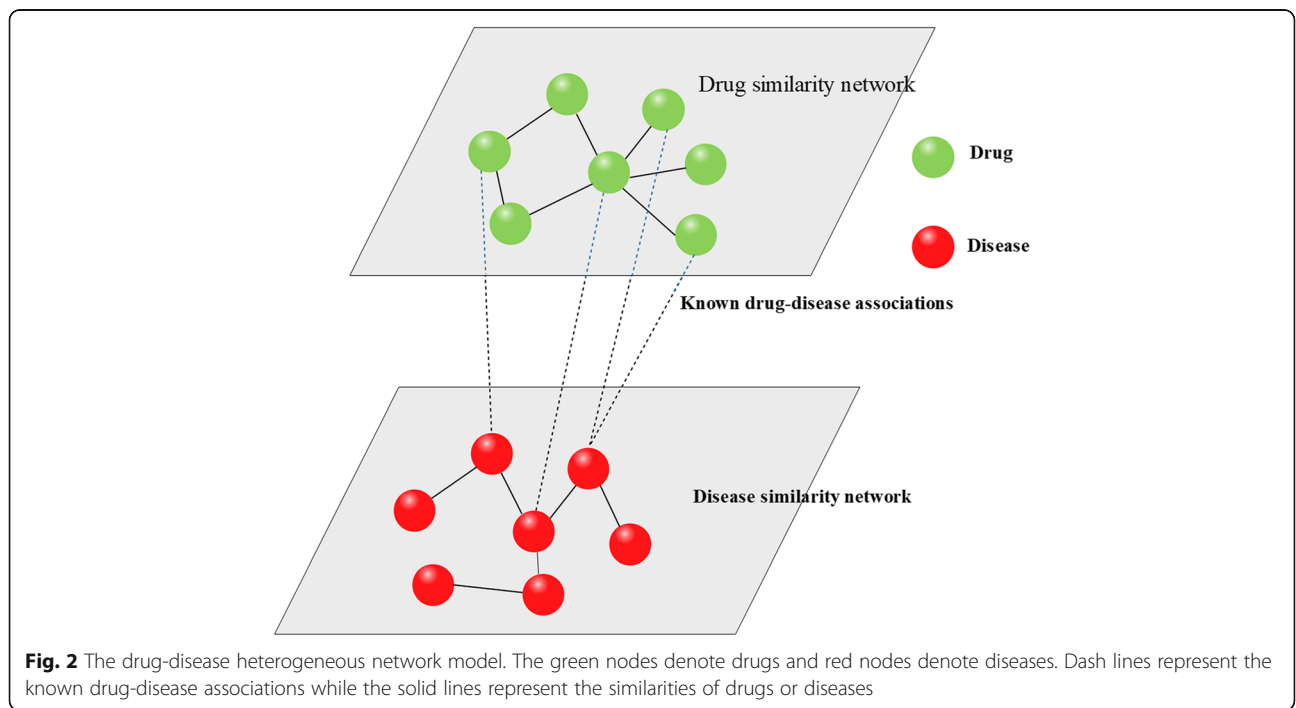 Drug similarity network
Drug
Disease
Known drug-disease associations
Disease similarity network
Fig. 2 The drug-disease heterogeneous network model. The green nodes denote drugs and red nodes denote diseases. Dash lines represent the
known drug-disease associations while the solid lines represent the similarities of drugs or diseases